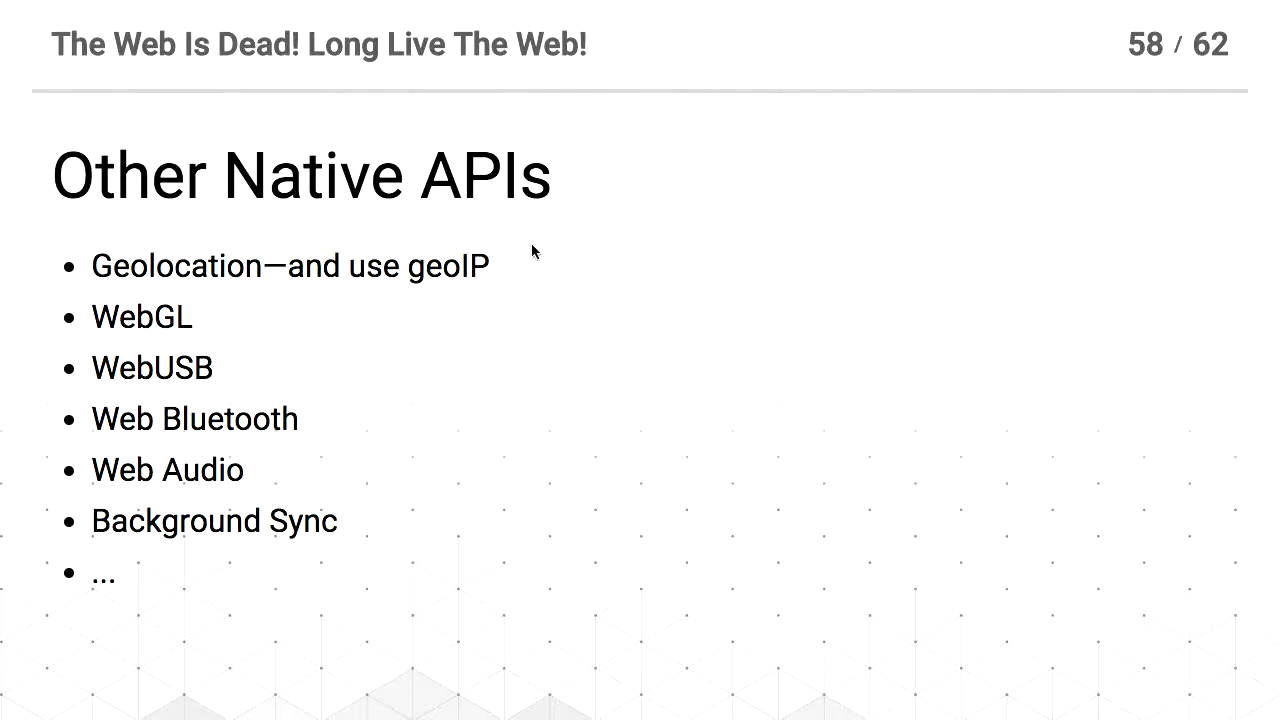 The Web Is Dead! Long Live The Web!
58 / 62
Other Native APIs
Geolocation—and use geoIP
WebGL
WebUSB
Web Bluetooth
Web Audio
Background Sync
...